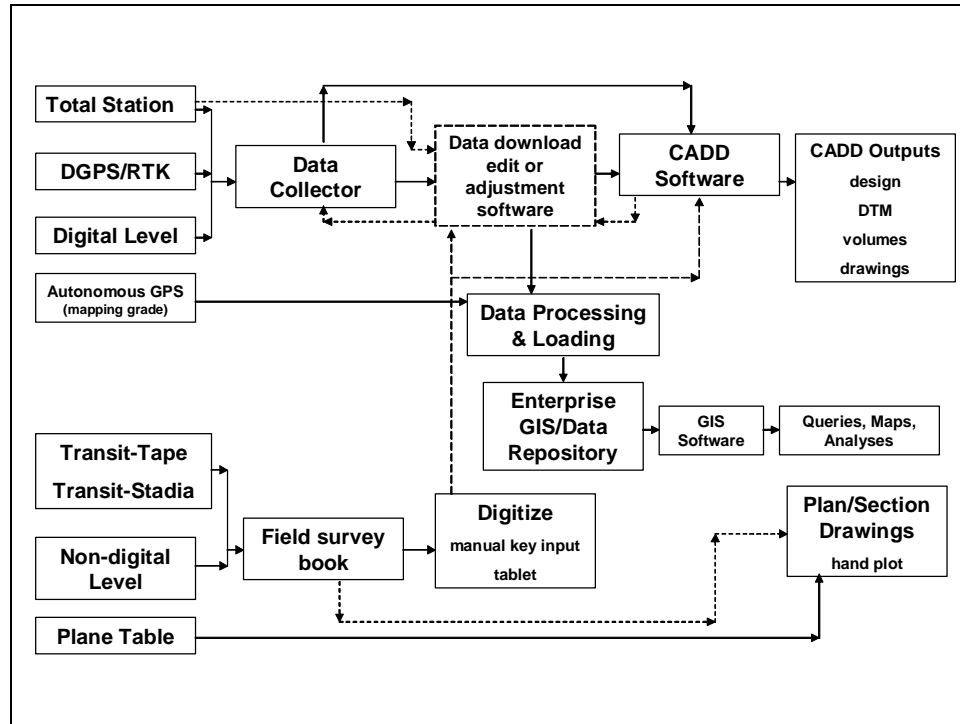 Total Station
DGPS/RTK
Digital Level
Autonomous GPS
(mapping grade)
Data
Collector
Data download
edit or
adjustment
software
CADD
Software
CADD Outputs
design
DTM
volumes
drawings
Data Processing
& Loading
Enterprise
GIS/Data
Repository
GIS
Software
Queries, Maps,
Analyses
Transit-Tape
Transit-Stadia
Non-digital
Level
Plane Table
Field survey
book
Digitize
manual key input
tablet
Plan/Section
Drawings
hand plot